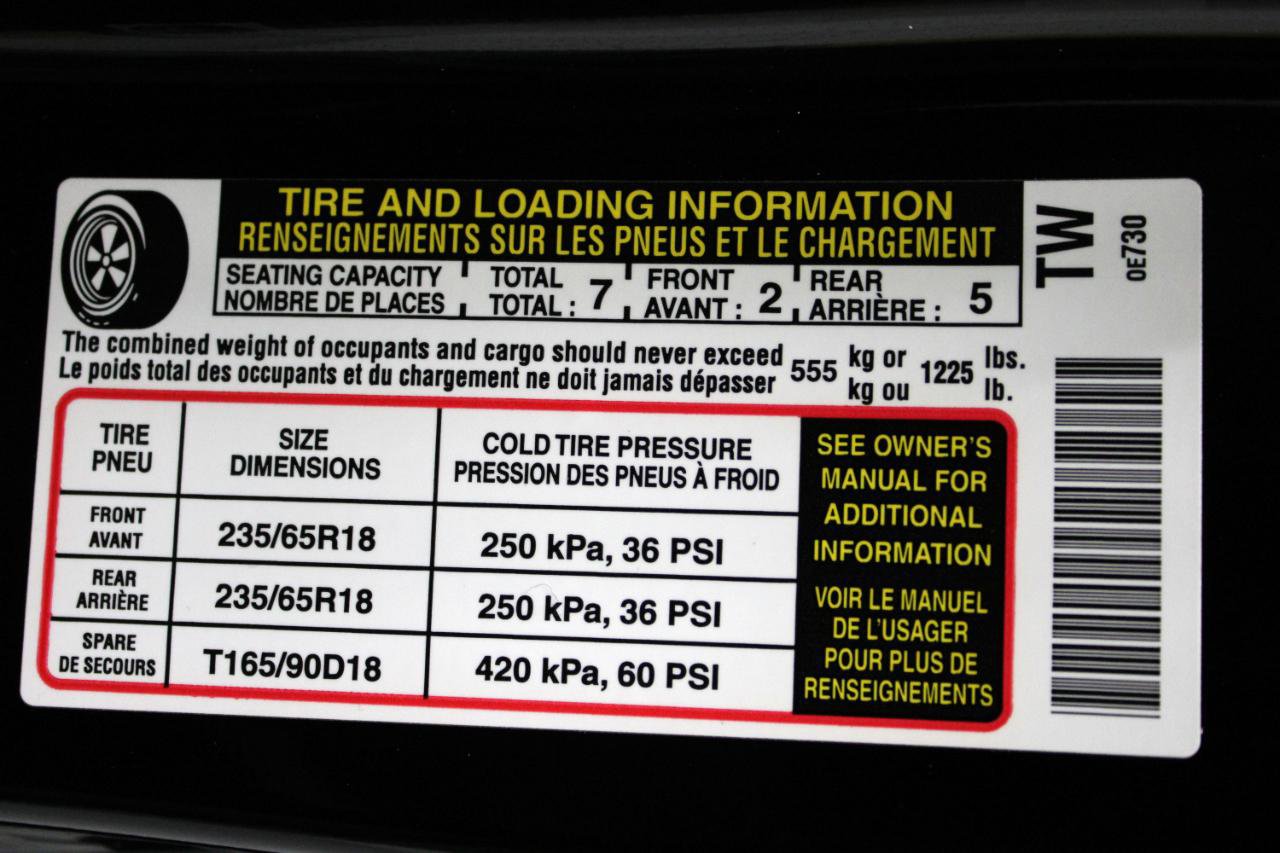 TIRE AND LOADING INFORMATION
RENSEIGNEMENTS SUR LES PNEUS ET LE CHARGEMENT
SEATING CAPACITY TOTAL FRONT REAR
NOMBRE DE PLACES TOTAL : 7 AVANT : 2 ARRIÈRE : 5
The combined weight of occupants and cargo should never exceed 555 kg or 1225 lbs.
Le poids total des occupants et du chargement ne doit jamais dépasser kg ou lb.
TIRE SIZE COLD TIRE PRESSURE
PNEU DIMENSIONS PRESSION DES PNEUS À FROID
FRONT
AVANT 235/65R18 250 kPa, 36 PSI
REAR
ARRIÈRE 235/65R18 250 kPa, 36 PSI
SPARE
DE SECOURS T165/90D18 420 kPa, 60 PSI
SEE OWNER'S
MANUAL FOR
ADDITIONAL
INFORMATION
VOIR LE MANUEL
DE L'USAGER
POUR PLUS DE
RENSEIGNEMENTS
TW
0E730